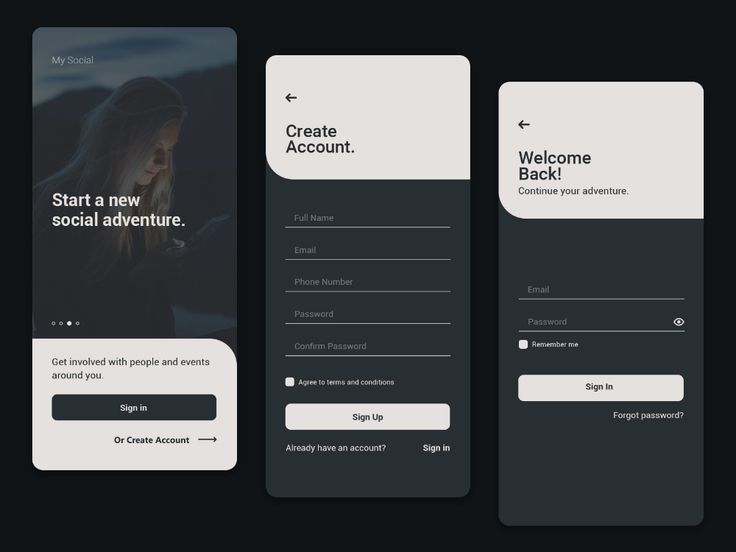 My Social
Start a new
social adventure.
Get involved with people and events
around you.
Sign in
Or Create Account
Create
Account.
Full Name
Email
Phone Number
Password
Confirm Password
Agree to terms and conditions
Sign Up
Already have an account? Sign in
Welcome
Back!
Continue your adventure.
Email
Password
Remember me
Sign In
Forgot password?